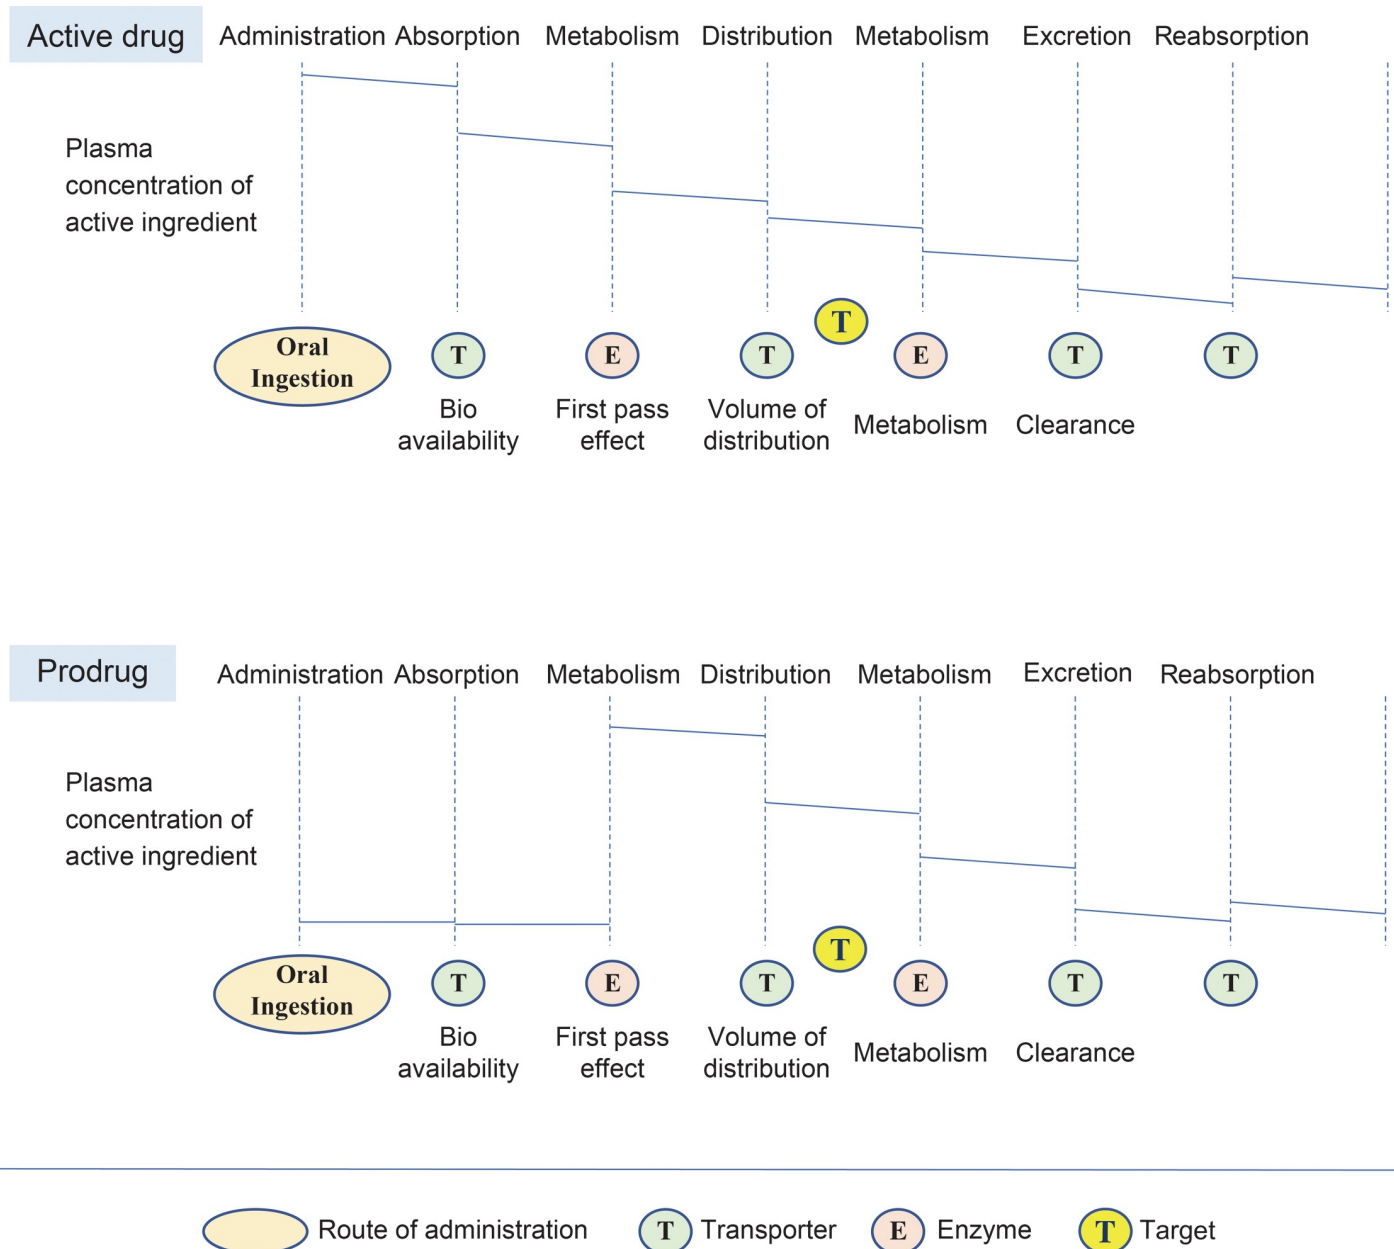 Active drug
Administration Absorption Metabolism Distribution Metabolism Excretion Reabsorption
Plasma
concentration of
active ingredient
T
Oral
Ingestion
T E T E T T
Bio
availability
First pass
effect
Volume of
distribution
Metabolism
Clearance
Prodrug
Administration Absorption Metabolism Distribution Metabolism Excretion Reabsorption
Plasma
concentration of
active ingredient
T
Oral
Ingestion
T E T E T T
Bio
availability
First pass
effect
Volume of
distribution
Metabolism
Clearance
Route of administration
T Transporter
E Enzyme
T Target